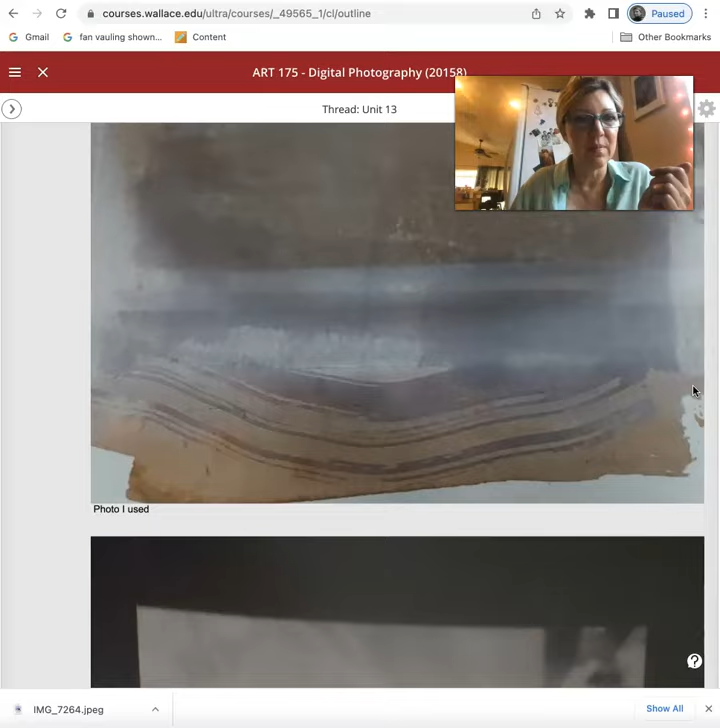 courses.wallace.edu/ultra/courses/_49565_1/cl/outline
Paused
Gmail
fan vauling shown...
Content
Other Bookmarks
ART 175 - Digital Photography (20158)
Thread: Unit 13
Photo I used
IMG_7264.jpeg
Show All